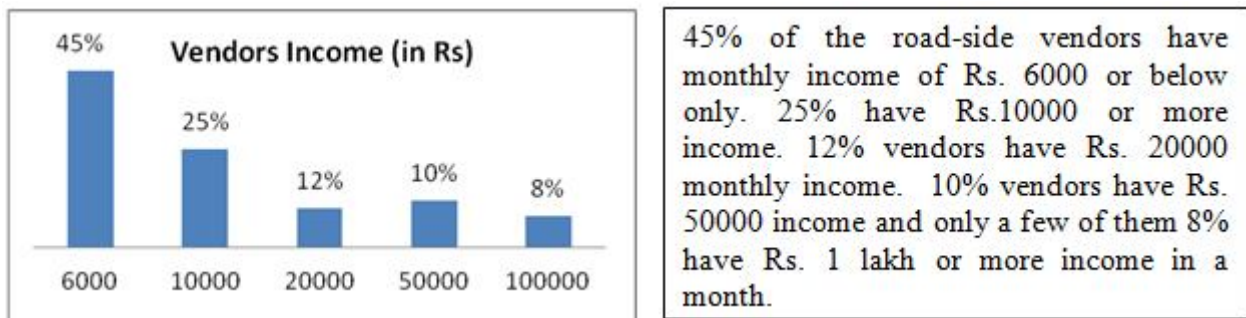 Vendors Income (in Rs)
45%
25%
12%
10%
8%
6000
10000
20000
50000
100000
45% of the road-side vendors have
monthly income of Rs. 6000 or below
only. 25% have Rs.10000 or more
income. 12% vendors have Rs. 20000
monthly income. 10% vendors have Rs.
50000 income and only a few of them 8%
have Rs. 1 lakh or more income in a
month.